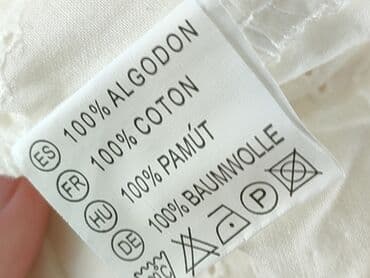 ES 100% ALGODON
FR 100% COTON
HU 100% PAMÚT
DE 100% BAUMWOLLE
P